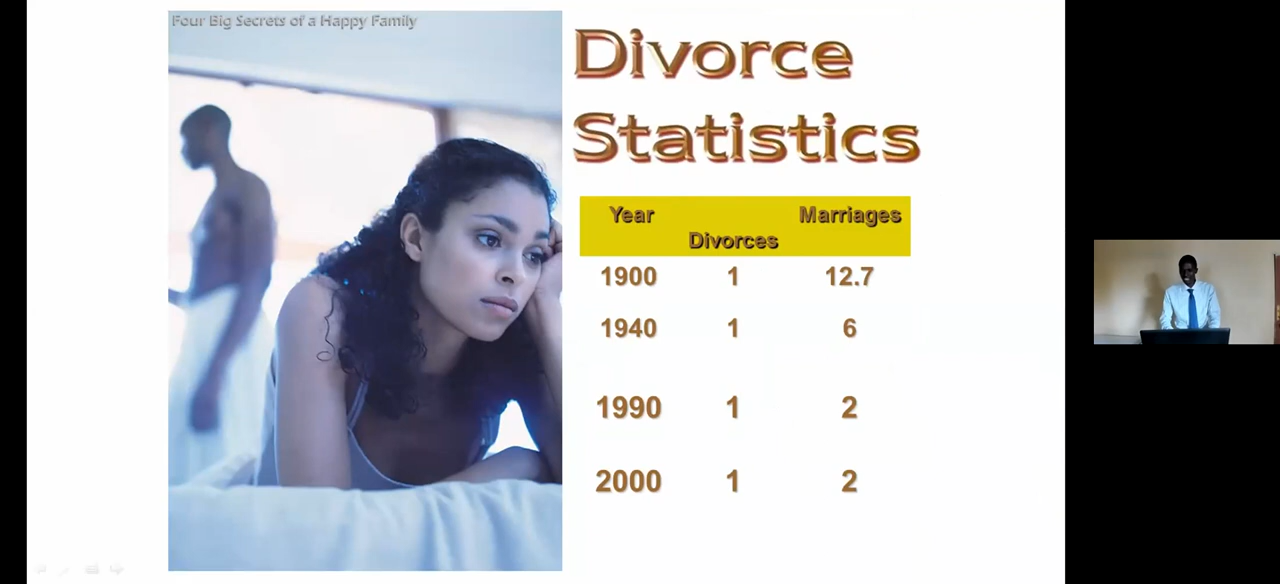 Four Big Secrets of a Happy Family
Divorce
Statistics
Year Marriages
Divorces
1900 1 12.7
1940 1 6
1990 1 2
2000 1 2